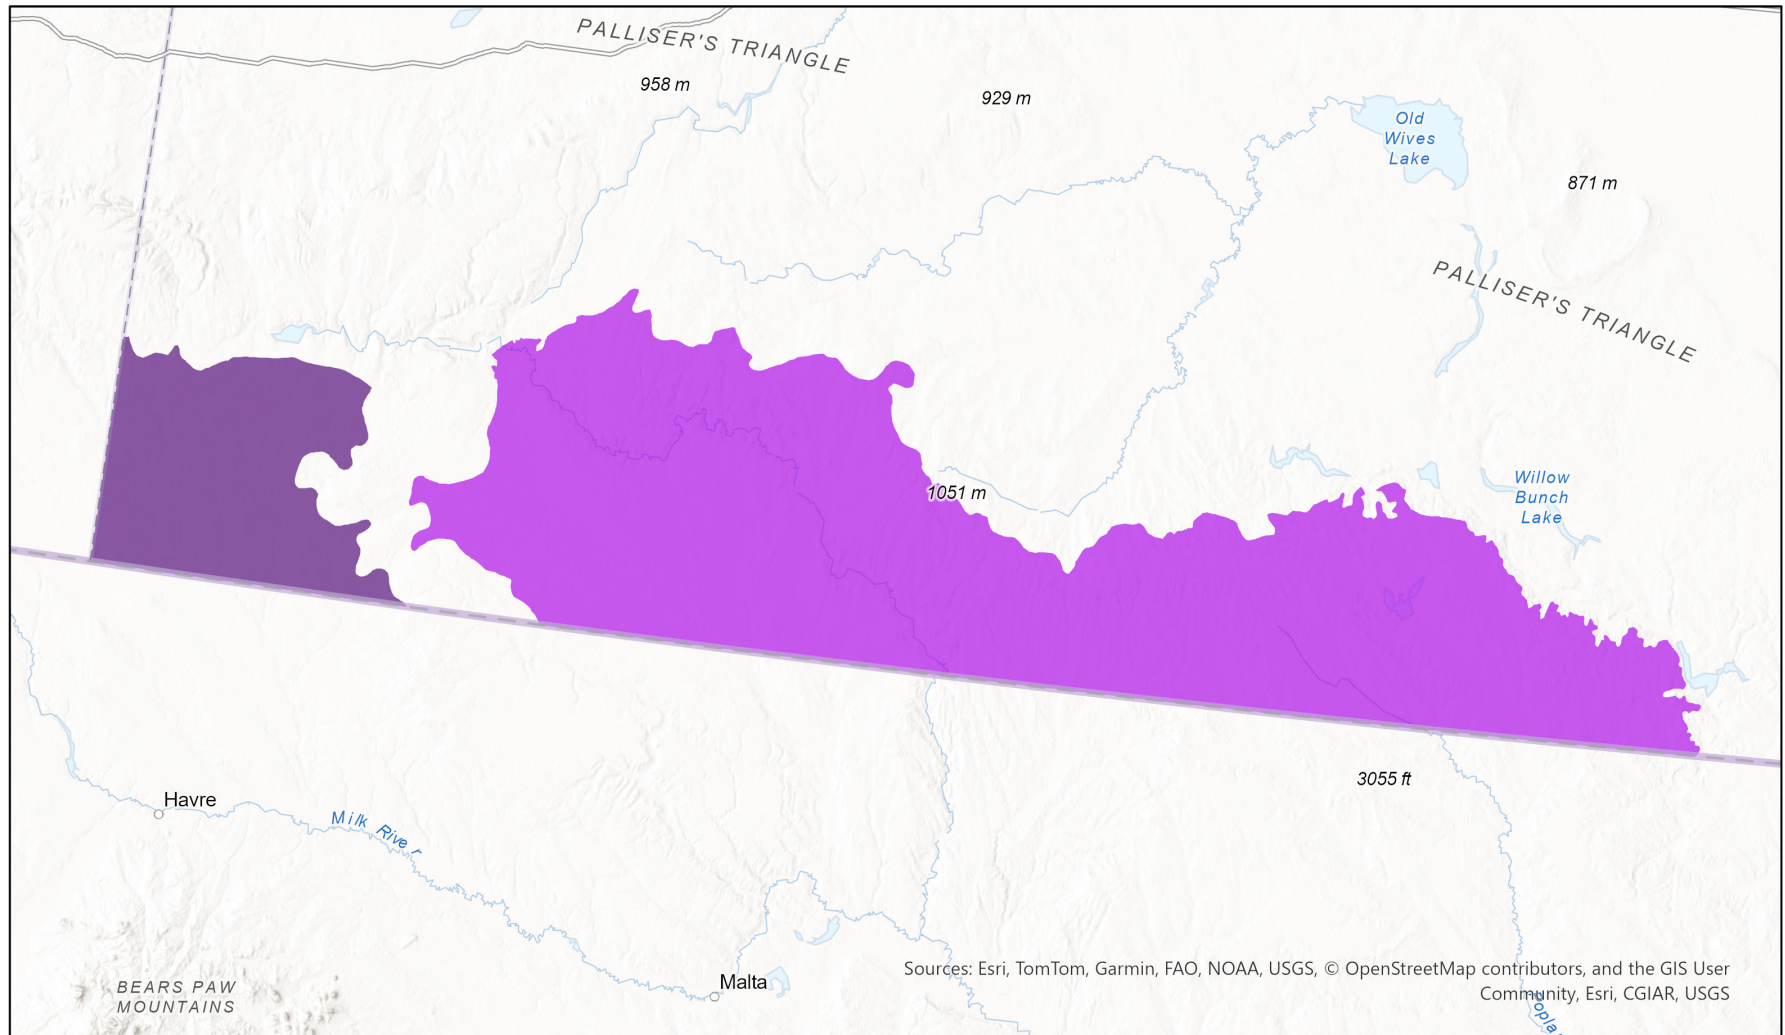 PALLISER'S TRIANGLE
958 m
929 m
Old
Wives
Lake
871 m
PALLISER'S TRIANGLE
Willow
Bunch
Lake
1051 m
3055 ft
Havre
Milk River
Malta
BEARS PAW
MOUNTAINS
Sources: Esri, TomTom, Garmin, FAO, NOAA, USGS, © OpenStreetMap contributors, and the GIS User
Community, Esri, CGIAR, USGS